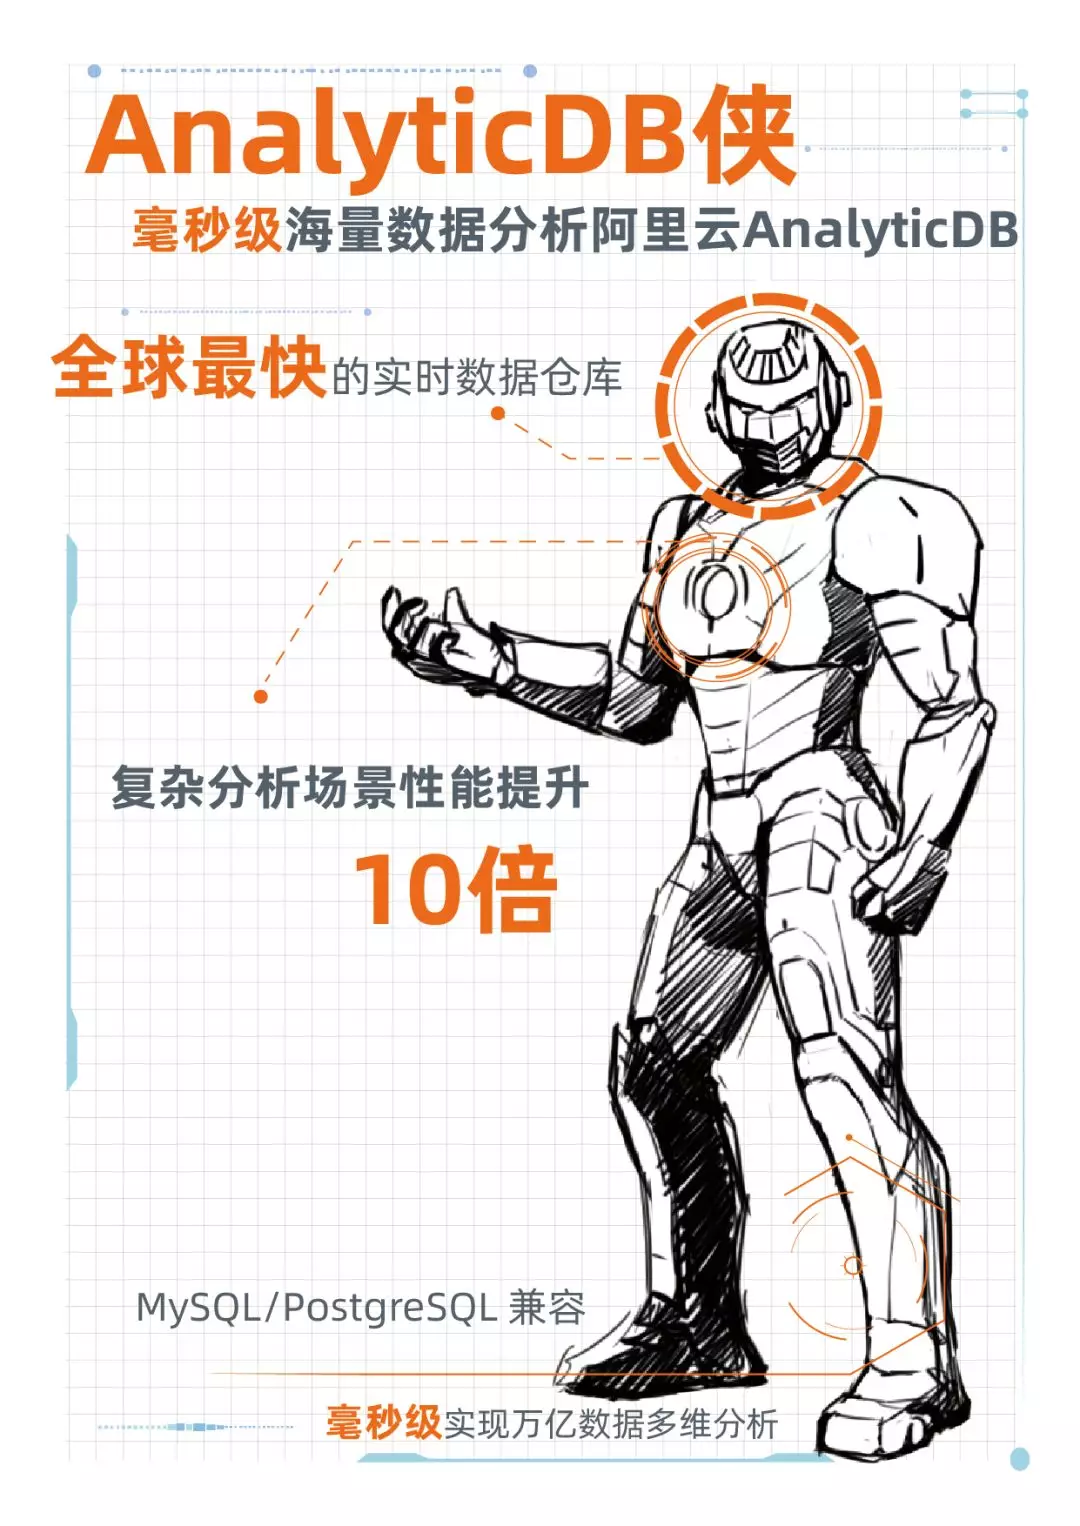 AnalyticDB侠
毫秒级海量数据分析阿里云AnalyticDB
全球最快的实时数据仓库
复杂分析场景性能提升
10倍
MySQL/PostgreSQL 兼容
毫秒级实现万亿数据多维分析